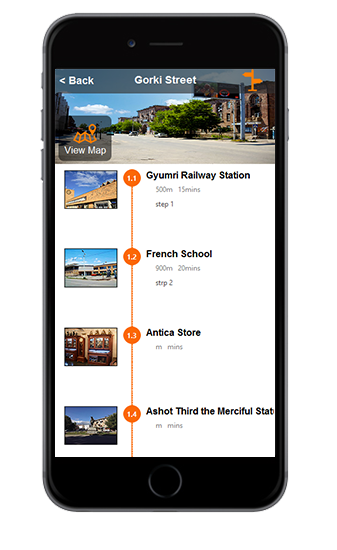 < Back
Gorki Street
View Map
1.1
Gyumri Railway Station
500m 15mins
step 1
1.2
French School
900m 20mins
strp 2
1.3
Antica Store
m mins
1.4
Ashot Third the Merciful Statu
m mins